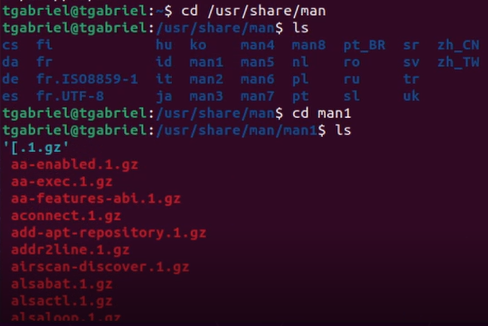 tgabriel@tgabriel:~$ cd /usr/share/man
tgabriel@tgabriel:/usr/share/man$ ls
cs fi hu ko man4 man8 pt_BR sr zh_CN
da fr id man1 man5 nl ro sv zh_TW
de fr.ISO8859-1 it man2 man6 pl ru tr
es fr.UTF-8 ja man3 man7 pt sl uk
tgabriel@tgabriel:/usr/share/man$ cd man1
tgabriel@tgabriel:/usr/share/man/man1$ ls
'[.1.gz'
aa-enabled.1.gz
aa-exec.1.gz
aa-features-abi.1.gz
aconnect.1.gz
add-apt-repository.1.gz
addr2line.1.gz
airscan-discover.1.gz
alsabat.1.gz
alsactl.1.gz
alsaloop.1.gz